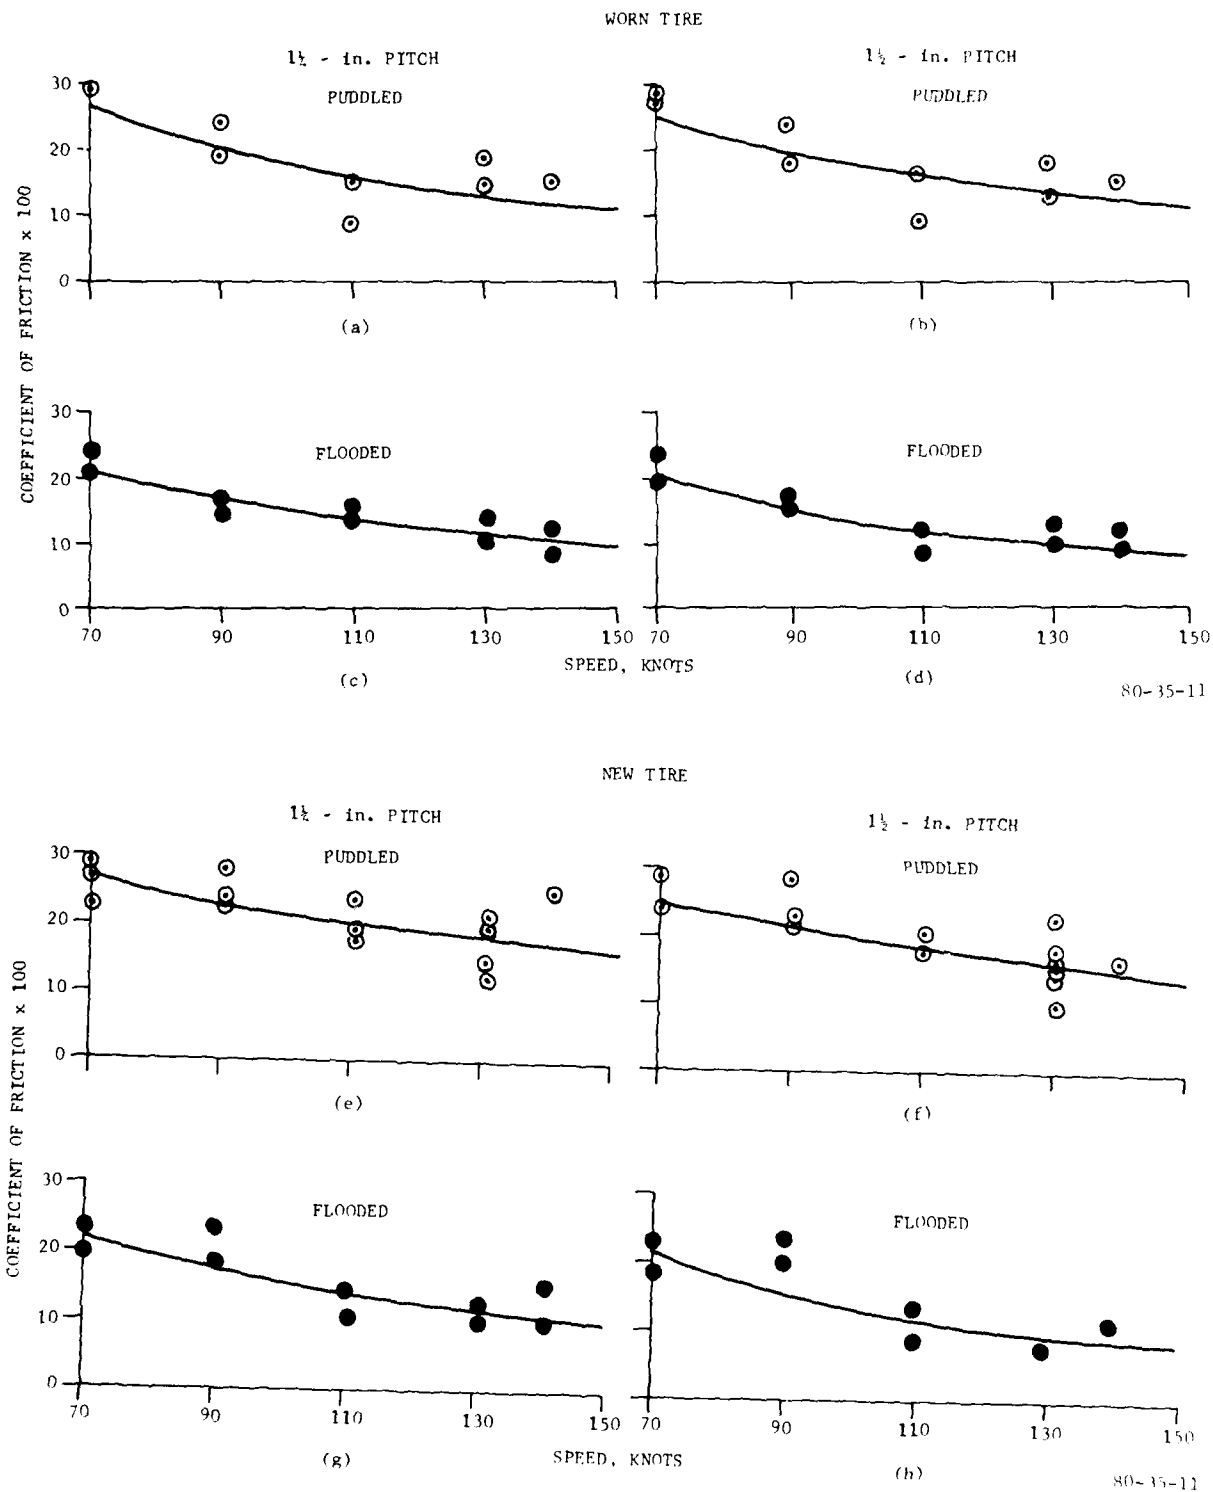 WORN TIRE
1¼ - in. PITCH 1½ - in. PITCH
PUDDLED PUDDLED
30
20
10
0
(a) (b)
COEFFICIENT OF FRICTION x 100
FLOODED FLOODED
30
20
10
0
70 90 110 130 150 70 90 110 130 150
SPEED, KNOTS
(c) (d)
80-35-11
NEW TIRE
1¼ - in. PITCH 1½ - in. PITCH
PUDDLED PUDDLED
30
20
10
0
(e) (f)
COEFFICIENT OF FRICTION x 100
FLOODED FLOODED
30
20
10
0
70 90 110 130 150 70 90 110 130 150
SPEED, KNOTS
(g) (h)
80-35-11